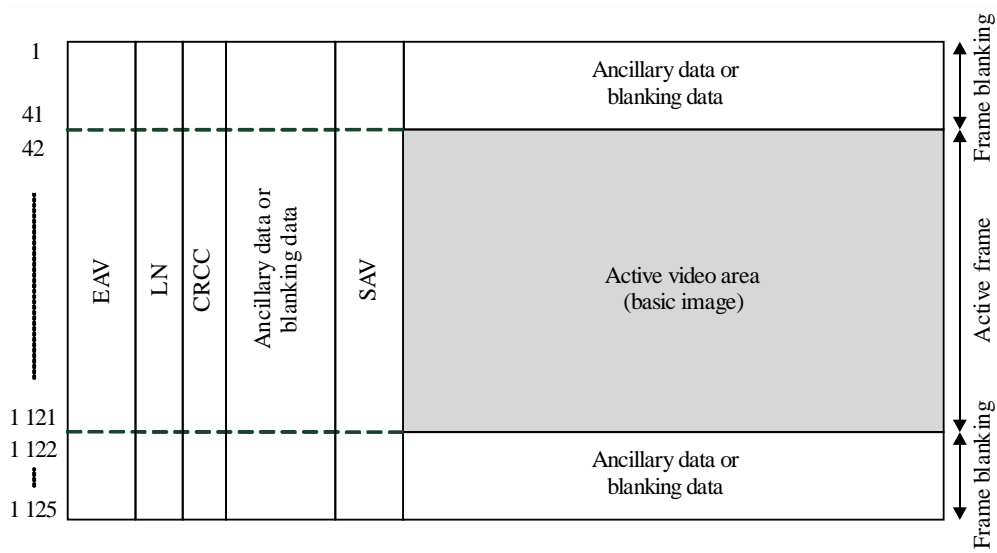 1
41
42
1 121
1 122
1 125
EAV
LN
CRCC
Ancillary data or
blanking data
SAV
Ancillary data or
blanking data
Active video area
(basic image)
Ancillary data or
blanking data
Frame blanking
Active frame
Frame blanking